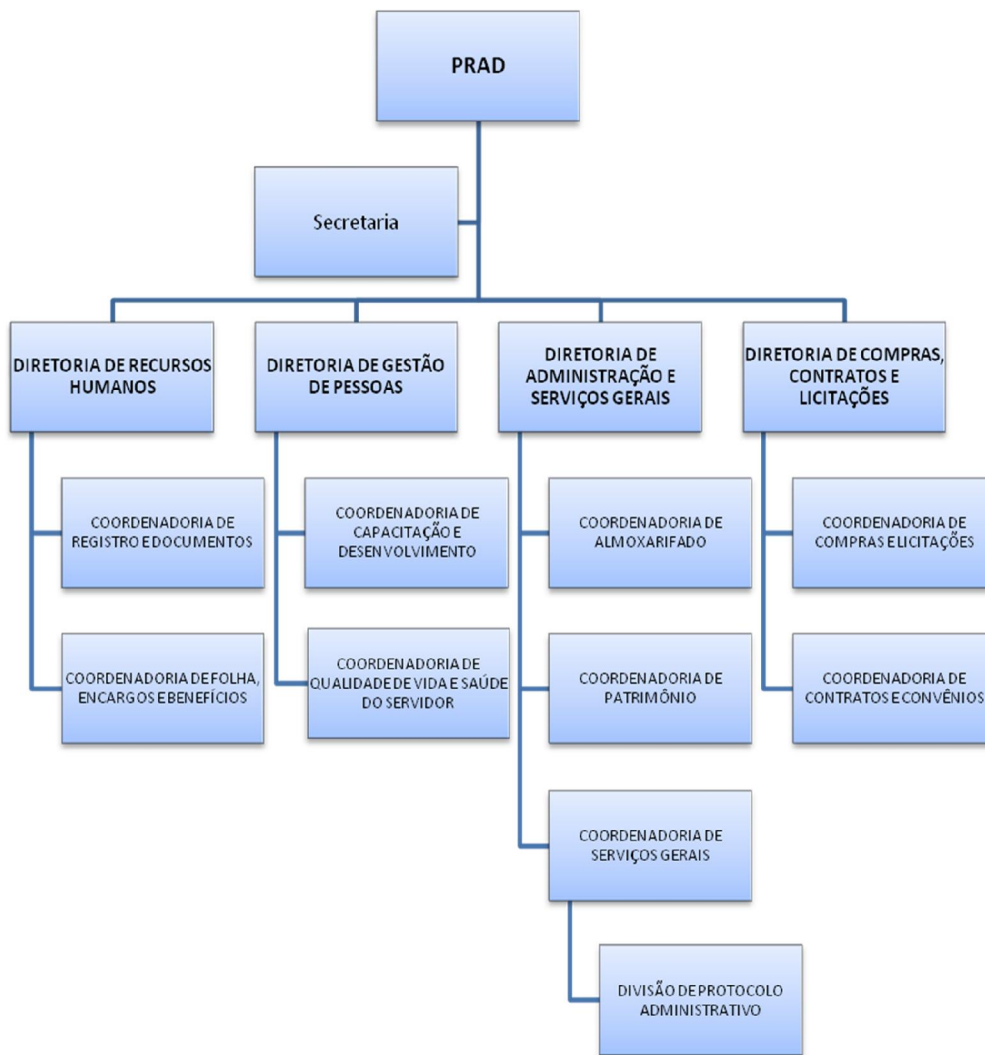 PRAD
Secretaria
DIRETORIA DE RECURSOS
HUMANOS
DIRETORIA DE GESTÃO
DE PESSOAS
DIRETORIA DE
ADMINISTRAÇÃO E
SERVIÇOS GERAIS
DIRETORIA DE COMPRAS,
CONTRATOS E
LICITAÇÕES
COORDENADORIA DE
REGISTRO E DOCUMENTOS
COORDENADORIA DE
CAPACITAÇÃO E
DESENVOLVIMENTO
COORDENADORIA DE
ALMOXARIFADO
COORDENADORIA DE
COMPRAS E LICITAÇÕES
COORDENADORIA DE FOLHA,
ENCARGOS E BENEFÍCIOS
COORDENADORIA DE
QUALIDADE DE VIDA E SAÚDE
DO SERVIDOR
COORDENADORIA DE
PATRIMÔNIO
COORDENADORIA DE
CONTRATOS E CONVÊNIOS
COORDENADORIA DE
SERVIÇOS GERAIS
DIVISÃO DE PROTOCOLO
ADMINISTRATIVO